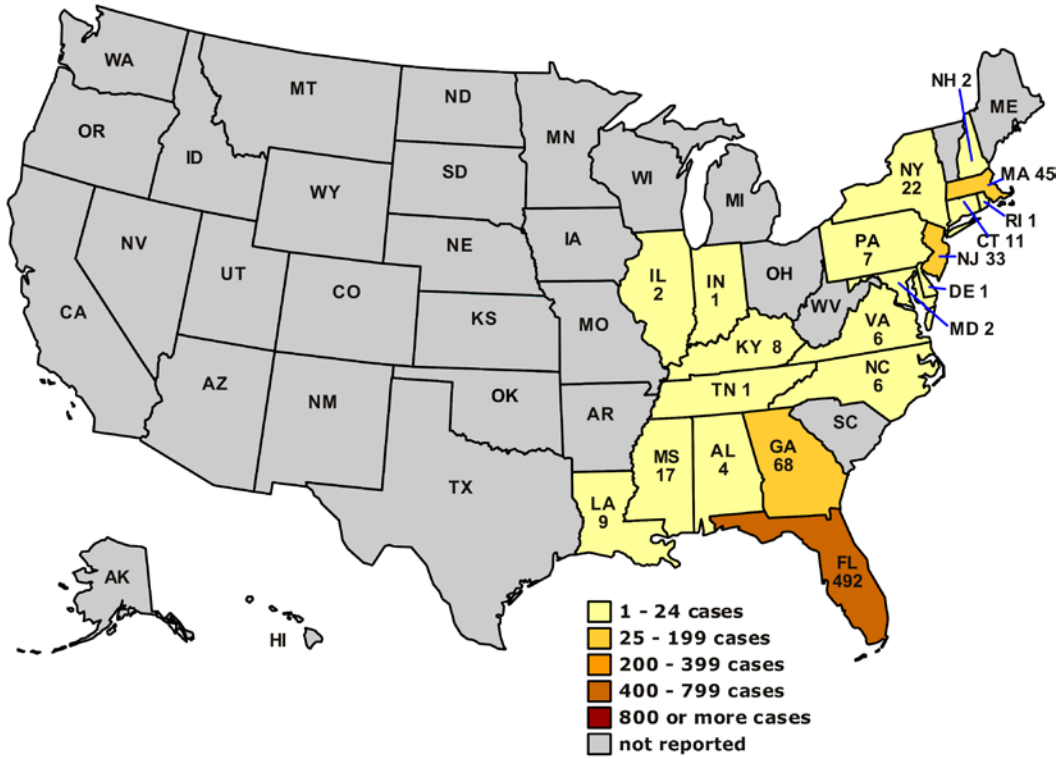 WA
MT
ND
MN
NH 2
ME
OR
ID
SD
WI
MI
NY
22
MA 45
WY
RI 1
CT 11
NV
NE
IA
PA
7
NJ 33
UT
IL
2
IN
1
OH
DE 1
CA
CO
KS
MO
WV
VA
6
MD 2
KY 8
AZ
NM
OK
TN 1
NC
6
AR
SC
MS
17
AL
4
GA
68
TX
LA
9
FL
492
AK
HI
1 - 24 cases
25 - 199 cases
200 - 399 cases
400 - 799 cases
800 or more cases
not reported